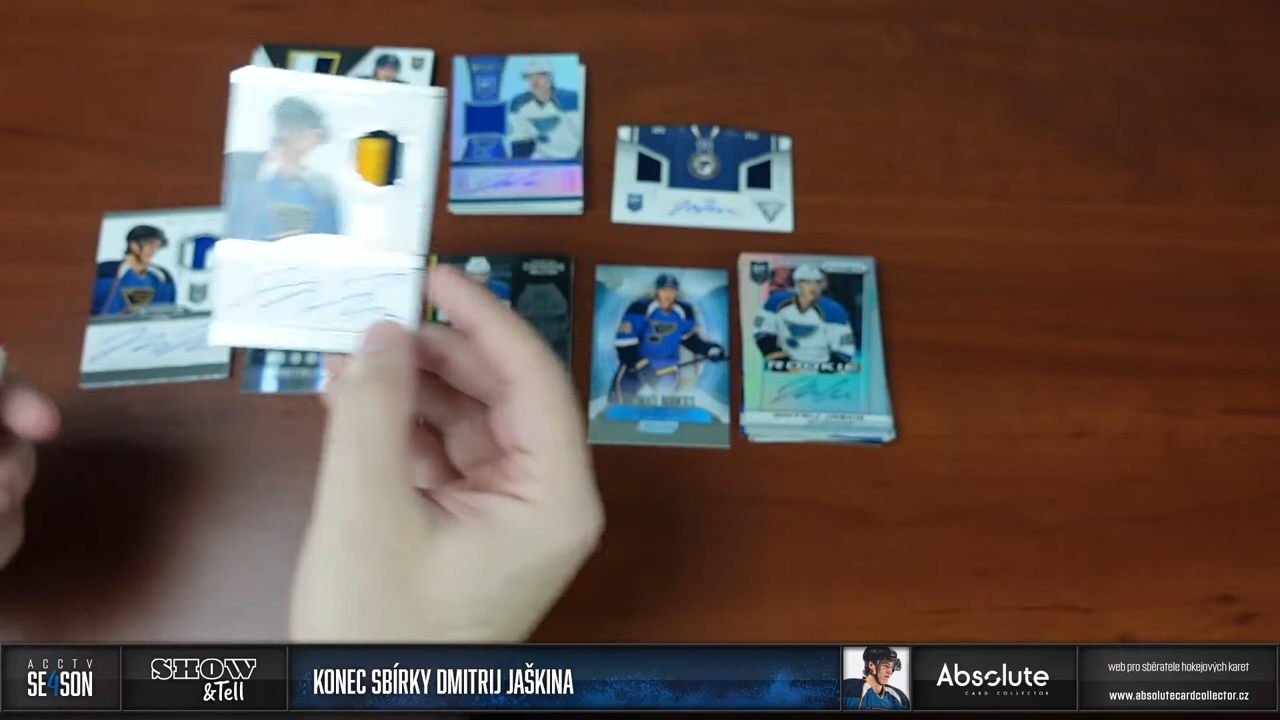 ROOKIE
ACCTV
SE4SON
SHOW
&Tell
KONEC SBÍRKY DMITRIJ JAŠKINA
Absolute
CARD COLLECTOR
web pro sběratele hokejových karet
www.absolutecardcollector.cz